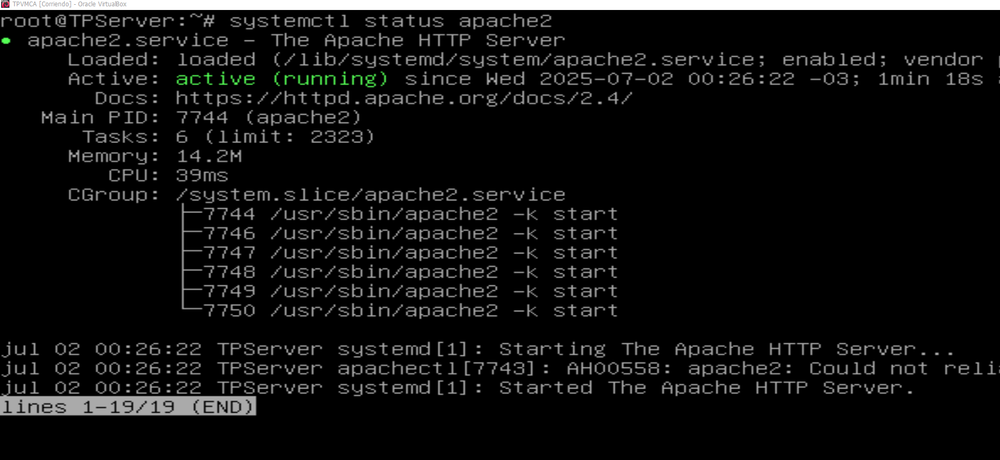 TPVMCA [Corriendo] - Oracle VirtualBox
root@TPServer:~# systemctl status apache2
● apache2.service - The Apache HTTP Server
Loaded: loaded (/lib/systemd/system/apache2.service; enabled; vendor
Active: active (running) since Wed 2025-07-02 00:26:22 -03; 1min 18s
Docs: https://httpd.apache.org/docs/2.4/
Main PID: 7744 (apache2)
Tasks: 6 (limit: 2323)
Memory: 14.2M
CPU: 39ms
CGroup: /system.slice/apache2.service
├─7744 /usr/sbin/apache2 -k start
├─7746 /usr/sbin/apache2 -k start
├─7747 /usr/sbin/apache2 -k start
├─7748 /usr/sbin/apache2 -k start
├─7749 /usr/sbin/apache2 -k start
└─7750 /usr/sbin/apache2 -k start
jul 02 00:26:22 TPServer systemd[1]: Starting The Apache HTTP Server...
jul 02 00:26:22 TPServer apachectl[7743]: AH00558: apache2: Could not reli
jul 02 00:26:22 TPServer systemd[1]: Started The Apache HTTP Server.
lines 1-19/19 (END)